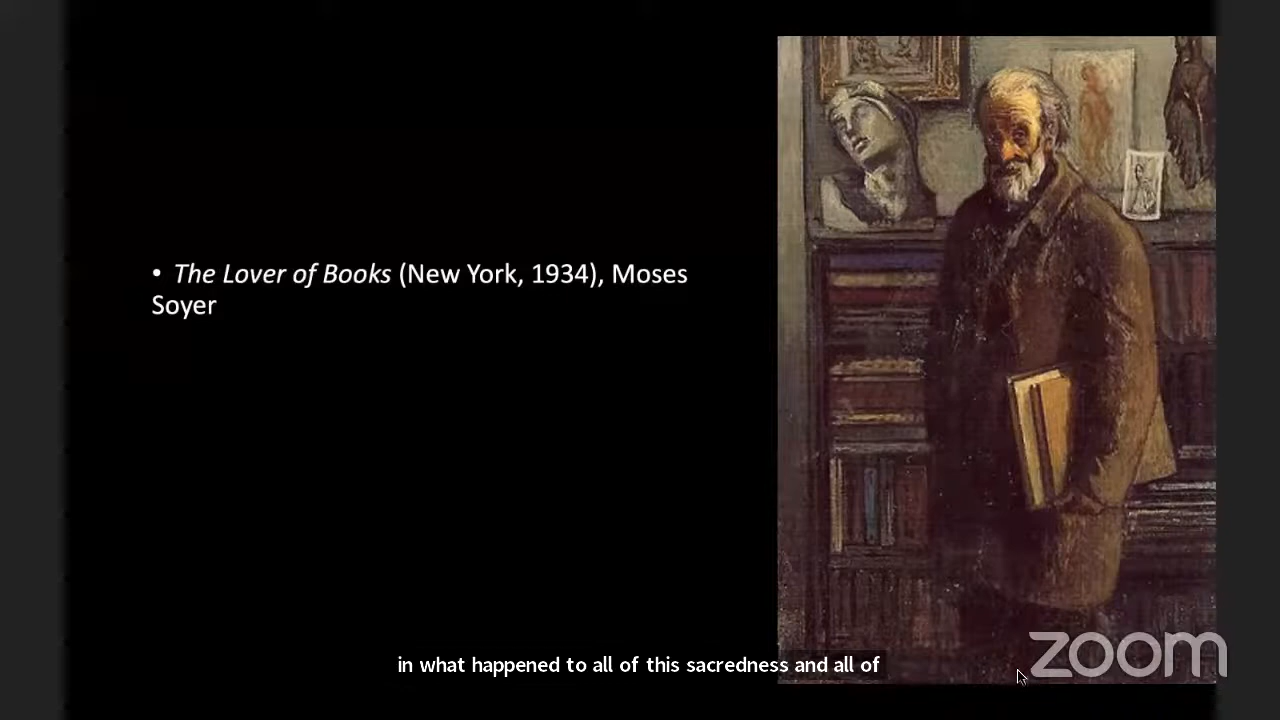 • The Lover of Books (New York, 1934), Moses
Soyer
in what happened to all of this sacredness and all of
zoom